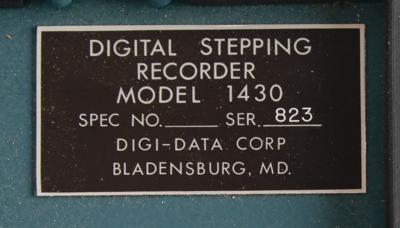 DIGITAL STEPPING
RECORDER
MODEL 1430
SPEC NO. SER. 823
DIGI-DATA CORP
BLADENSBURG, MD.